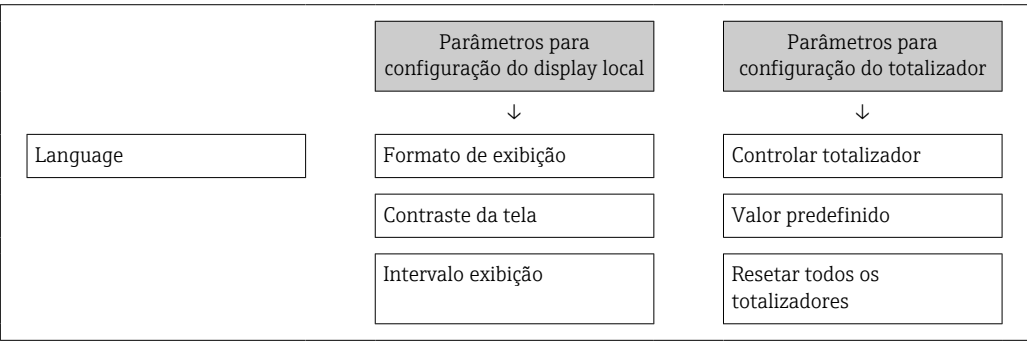 Parâmetros para
configuração do display local
Parâmetros para
configuração do totalizador
↓
↓
Language
Formato de exibição
Controlar totalizador
Contraste da tela
Valor predefinido
Intervalo exibição
Resetar todos os
totalizadores